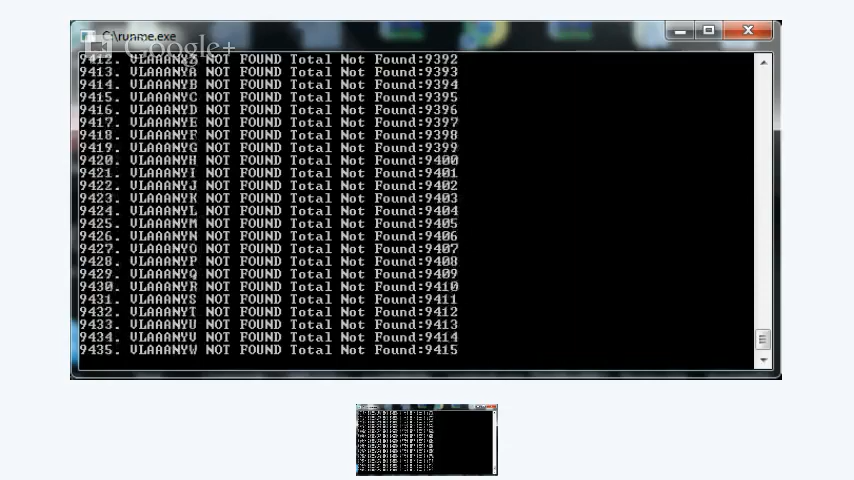 C:\runme.exe
Google+
9412. VLAAANXZ NOT FOUND Total Not Found:9392
9413. VLAAANYA NOT FOUND Total Not Found:9393
9414. VLAAANYB NOT FOUND Total Not Found:9394
9415. VLAAANYC NOT FOUND Total Not Found:9395
9416. VLAAANYD NOT FOUND Total Not Found:9396
9417. VLAAANYE NOT FOUND Total Not Found:9397
9418. VLAAANYF NOT FOUND Total Not Found:9398
9419. VLAAANYG NOT FOUND Total Not Found:9399
9420. VLAAANYH NOT FOUND Total Not Found:9400
9421. VLAAANYI NOT FOUND Total Not Found:9401
9422. VLAAANYJ NOT FOUND Total Not Found:9402
9423. VLAAANYK NOT FOUND Total Not Found:9403
9424. VLAAANYL NOT FOUND Total Not Found:9404
9425. VLAAANYM NOT FOUND Total Not Found:9405
9426. VLAAANYN NOT FOUND Total Not Found:9406
9427. VLAAANYO NOT FOUND Total Not Found:9407
9428. VLAAANYP NOT FOUND Total Not Found:9408
9429. VLAAANYQ NOT FOUND Total Not Found:9409
9430. VLAAANYR NOT FOUND Total Not Found:9410
9431. VLAAANYS NOT FOUND Total Not Found:9411
9432. VLAAANYT NOT FOUND Total Not Found:9412
9433. VLAAANYU NOT FOUND Total Not Found:9413
9434. VLAAANYV NOT FOUND Total Not Found:9414
9435. VLAAANYW NOT FOUND Total Not Found:9415